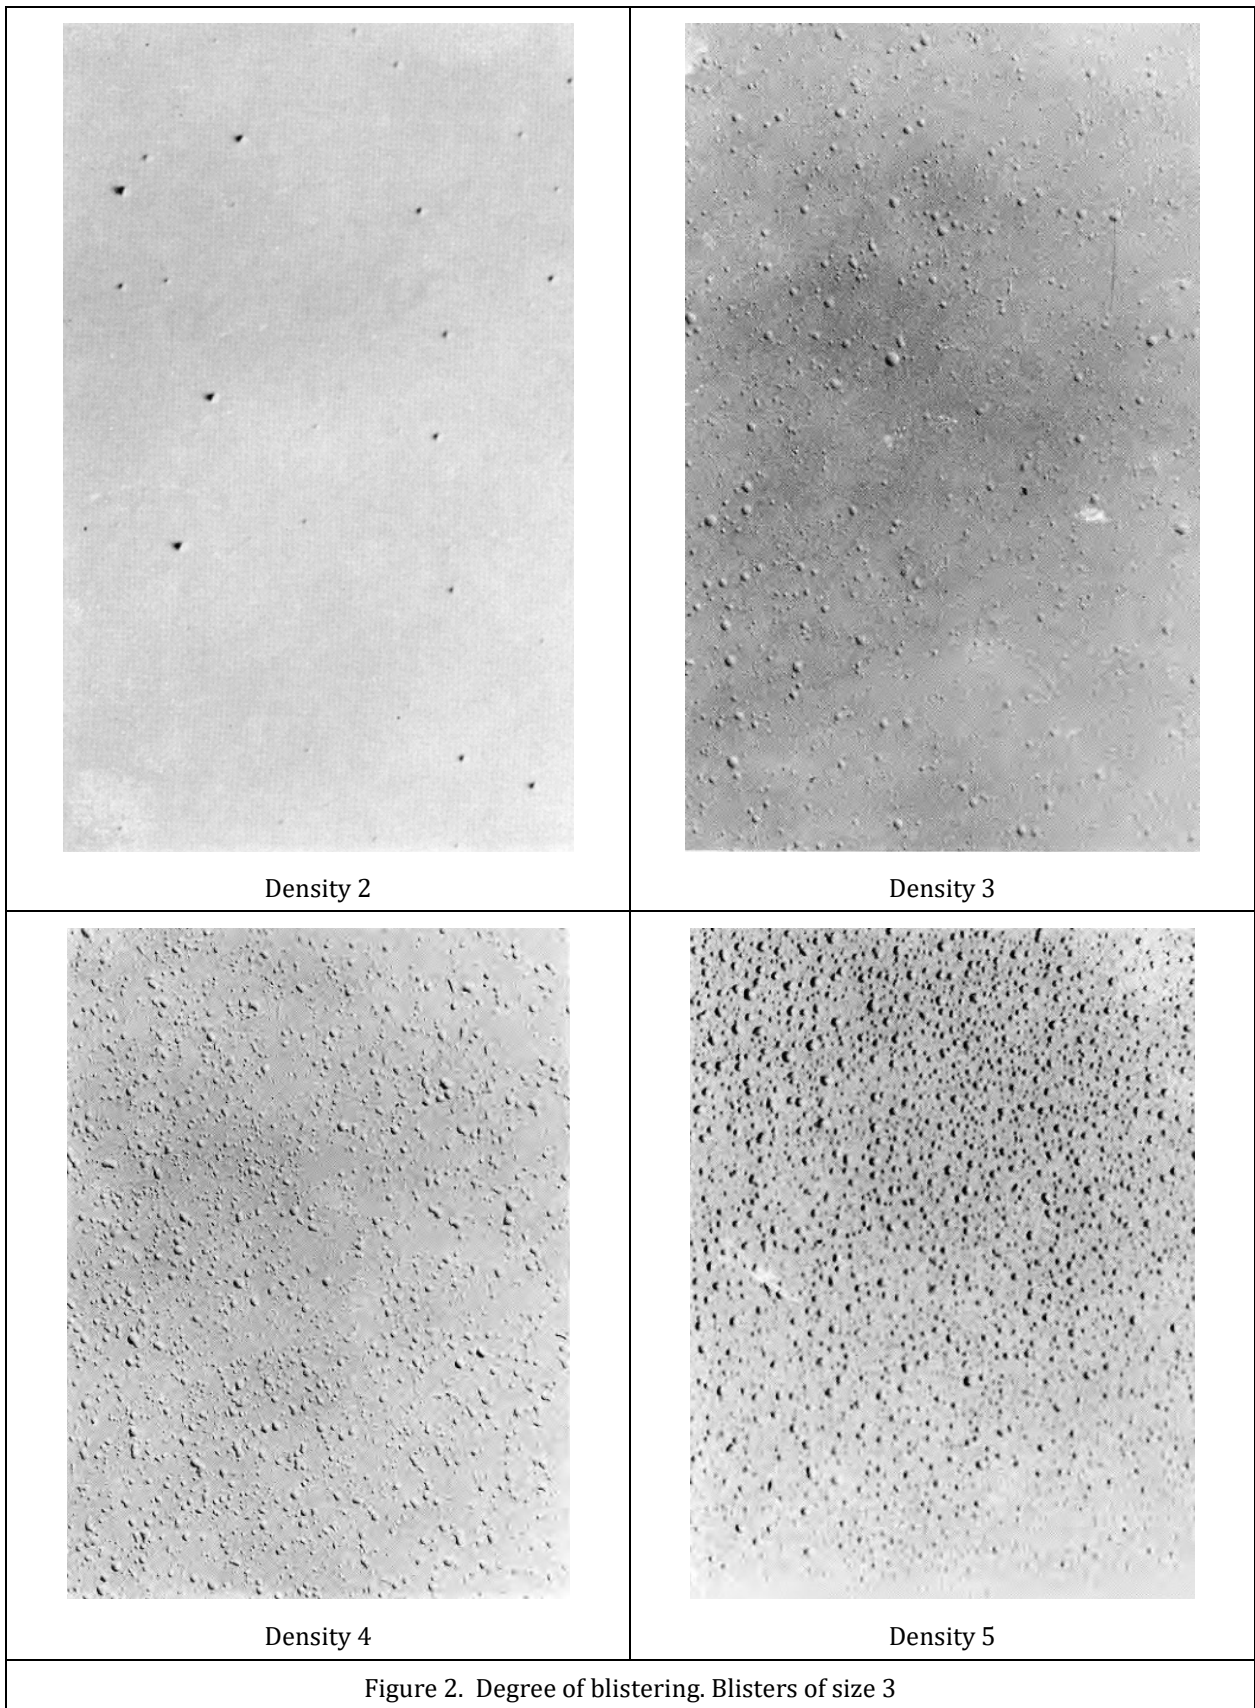 Density 2
Density 3
Density 4
Density 5
Figure 2. Degree of blistering. Blisters of size 3